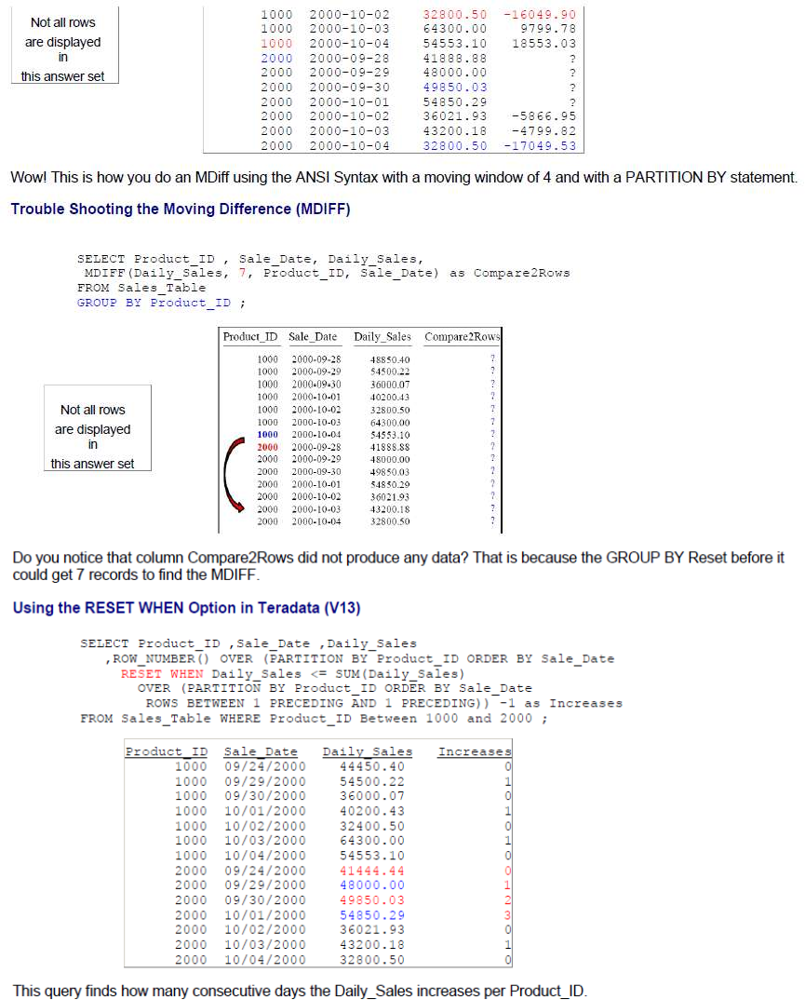 Not all rows
are displayed
in
this answer set
1000 2000-10-02 32800.50 -16049.90
1000 2000-10-03 64300.00 9799.78
1000 2000-10-04 54553.10 18553.03
2000 2000-09-28 41888.88 ?
2000 2000-09-29 48000.00 ?
2000 2000-09-30 49850.03 ?
2000 2000-10-01 54850.29 ?
2000 2000-10-02 36021.93 -5866.95
2000 2000-10-03 43200.18 -4799.82
2000 2000-10-04 32800.50 -17049.53
Wow! This is how you do an MDiff using the ANSI Syntax with a moving window of 4 and with a PARTITION BY statement.
Trouble Shooting the Moving Difference (MDIFF)
SELECT Product_ID , Sale_Date, Daily_Sales,
MDIFF(Daily_Sales, 7, Product_ID, Sale_Date) as Compare2Rows
FROM Sales_Table
GROUP BY Product_ID ;
Product_ID Sale_Date Daily_Sales Compare2Rows
1000 2000-09-28 48850.40 ?
1000 2000-09-29 54500.22 ?
1000 2000-09-30 36000.07 ?
1000 2000-10-01 40200.43 ?
1000 2000-10-02 32800.50 ?
1000 2000-10-03 64300.00 ?
1000 2000-10-04 54553.10 ?
2000 2000-09-28 41888.88 ?
2000 2000-09-29 48000.00 ?
2000 2000-09-30 49850.03 ?
2000 2000-10-01 54850.29 ?
2000 2000-10-02 36021.93 ?
2000 2000-10-03 43200.18 ?
2000 2000-10-04 32800.50 ?
Not all rows
are displayed
in
this answer set
Do you notice that column Compare2Rows did not produce any data? That is because the GROUP BY Reset before it
could get 7 records to find the MDIFF.
Using the RESET WHEN Option in Teradata (V13)
SELECT Product_ID ,Sale_Date ,Daily_Sales
,ROW_NUMBER() OVER (PARTITION BY Product_ID ORDER BY Sale_Date
RESET WHEN Daily_Sales <= SUM(Daily_Sales)
OVER (PARTITION BY Product_ID ORDER BY Sale_Date
ROWS BETWEEN 1 PRECEDING AND 1 PRECEDING)) -1 as Increases
FROM Sales_Table WHERE Product_ID Between 1000 and 2000 ;
Product_ID Sale_Date Daily_Sales Increases
1000 09/24/2000 44450.40 0
1000 09/29/2000 54500.22 1
1000 09/30/2000 36000.07 0
1000 10/01/2000 40200.43 1
1000 10/02/2000 32400.50 0
1000 10/03/2000 64300.00 1
1000 10/04/2000 54553.10 0
2000 09/24/2000 41444.44 0
2000 09/29/2000 48000.00 1
2000 09/30/2000 49850.03 2
2000 10/01/2000 54850.29 3
2000 10/02/2000 36021.93 0
2000 10/03/2000 43200.18 1
2000 10/04/2000 32800.50 0
This query finds how many consecutive days the Daily_Sales increases per Product_ID.